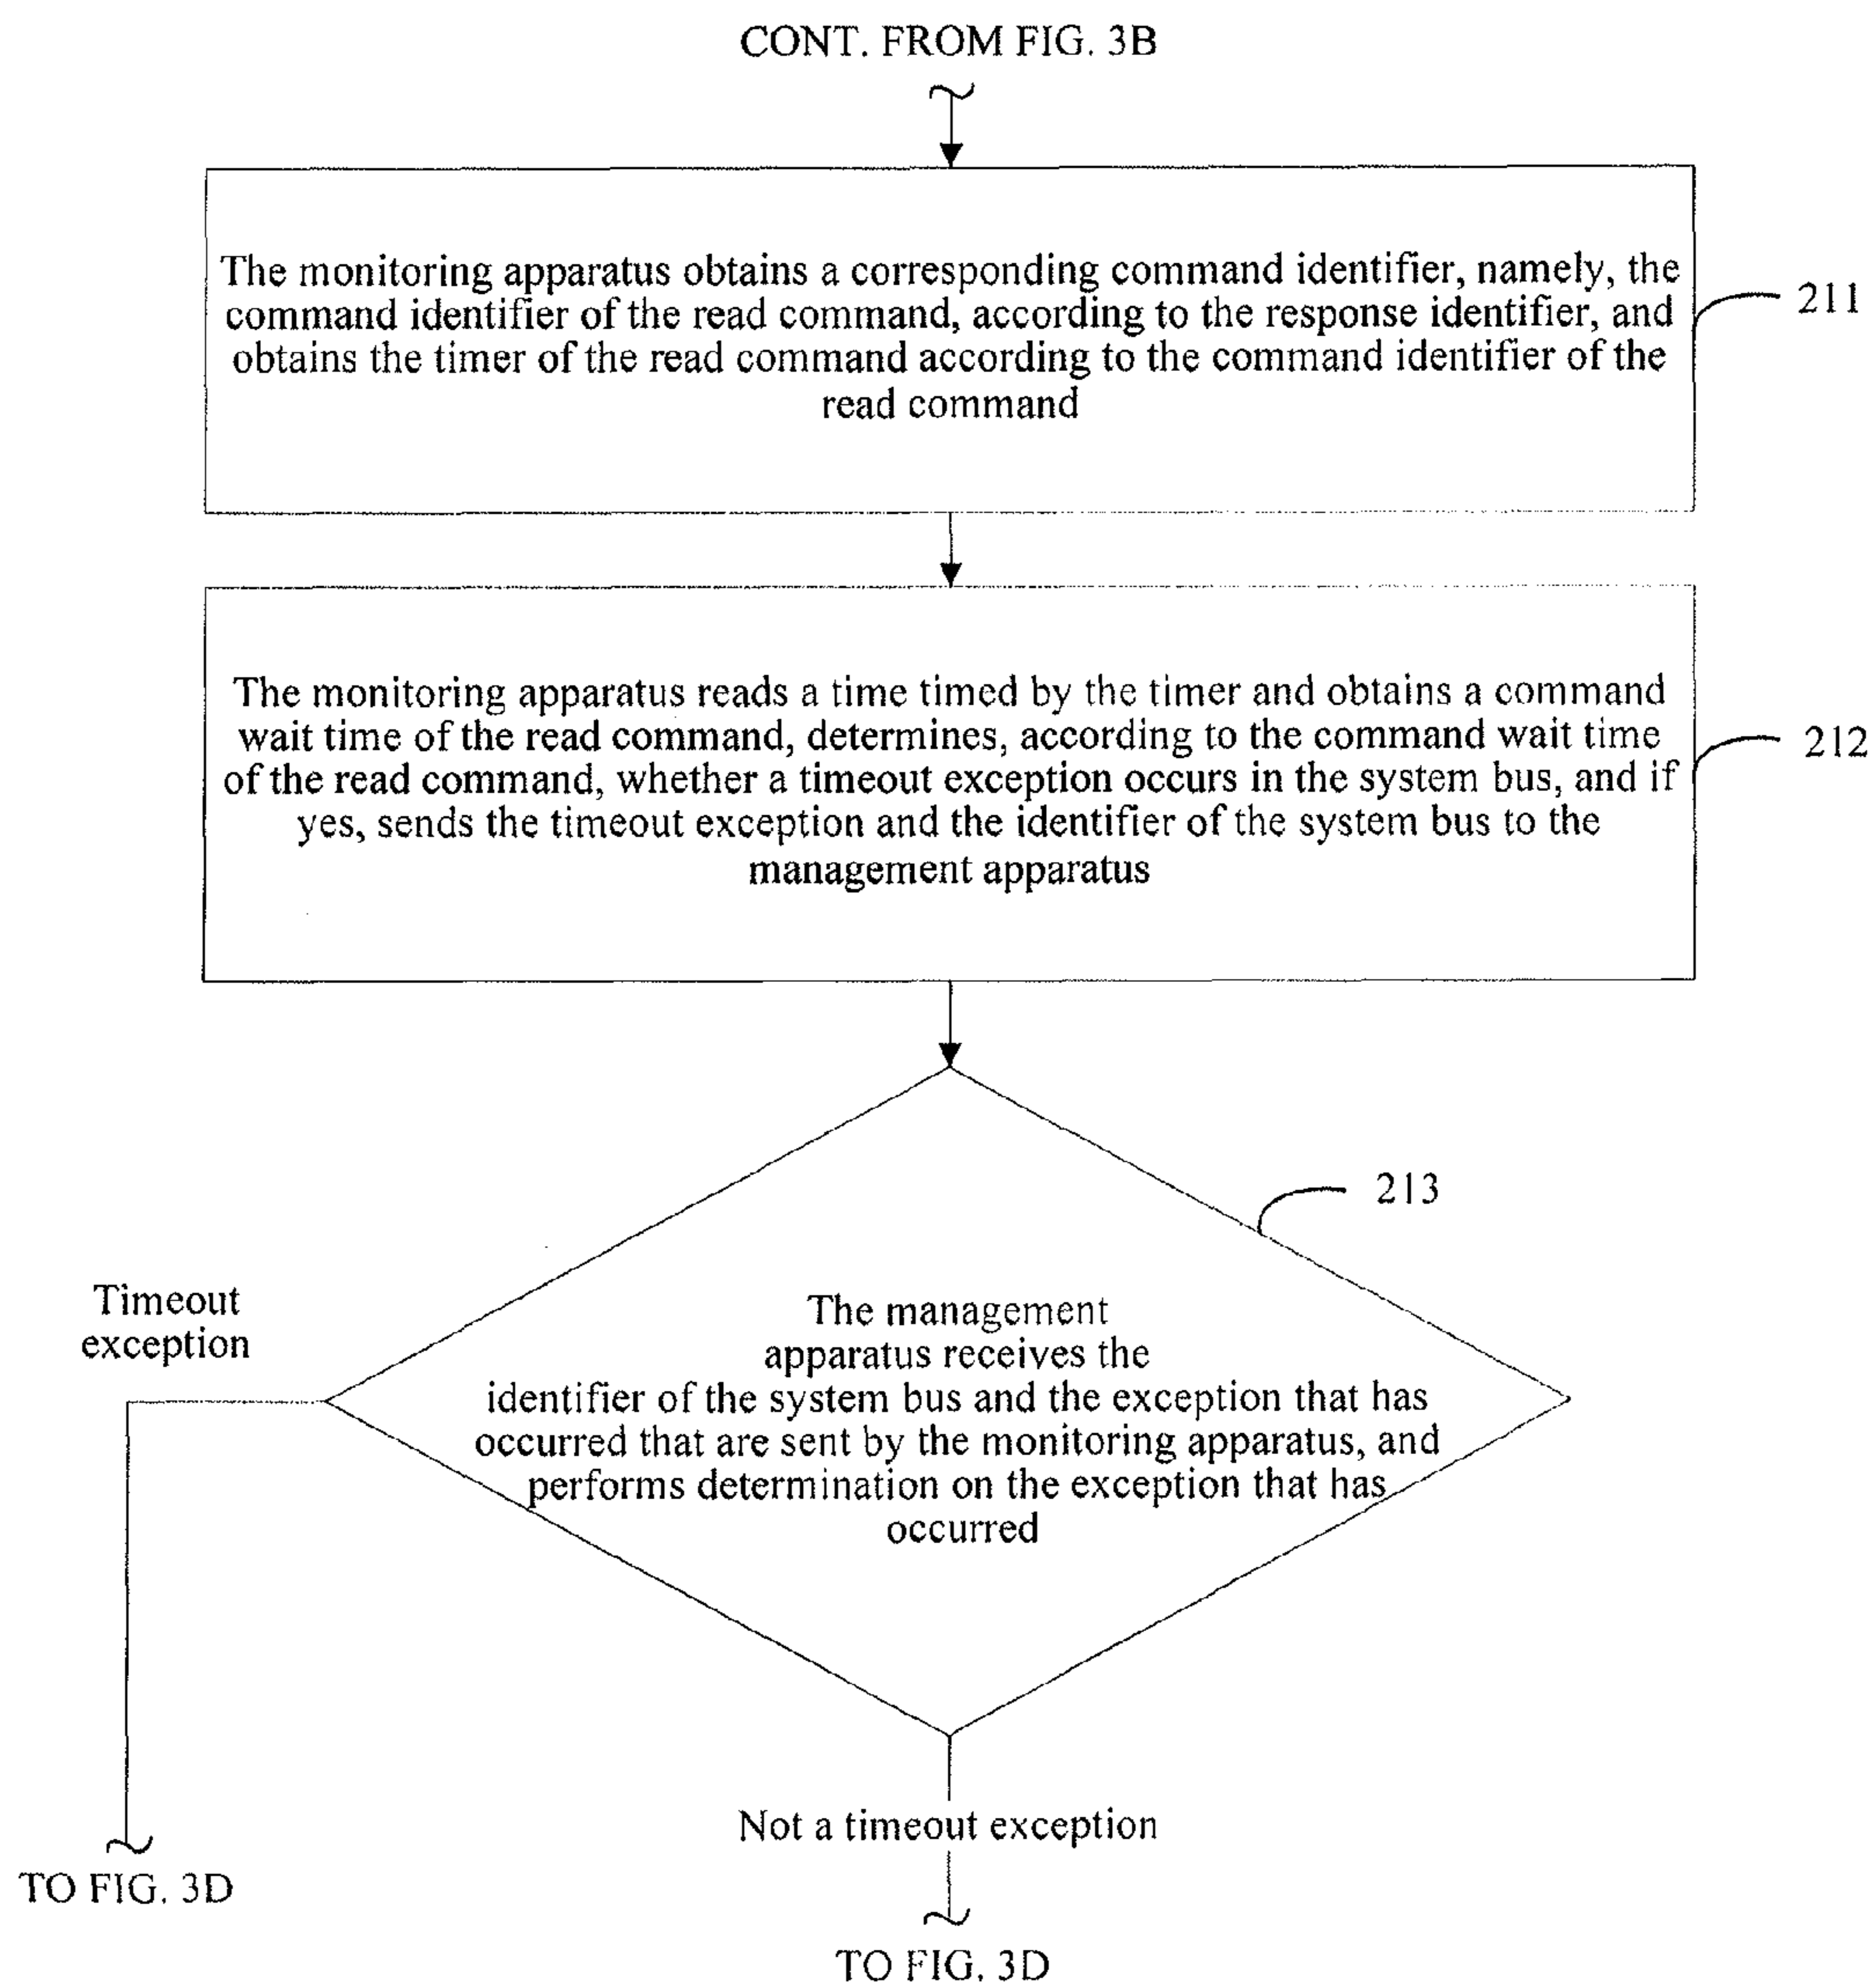 CONT. FROM FIG. 3B
The monitoring apparatus obtains a corresponding command identifier, namely, the
command identifier of the read command, according to the response identifier, and
obtains the timer of the read command according to the command identifier of the
read command
211
The monitoring apparatus reads a time timed by the timer and obtains a command
wait time of the read command, determines, according to the command wait time
of the read command, whether a timeout exception occurs in the system bus, and if
yes, sends the timeout exception and the identifier of the system bus to the
management apparatus
212
213
Timeout
exception
The management
apparatus receives the
identifier of the system bus and the exception that has
occurred that are sent by the monitoring apparatus, and
performs determination on the exception that has
occurred
Not a timeout exception
TO FIG. 3D
TO FIG. 3D